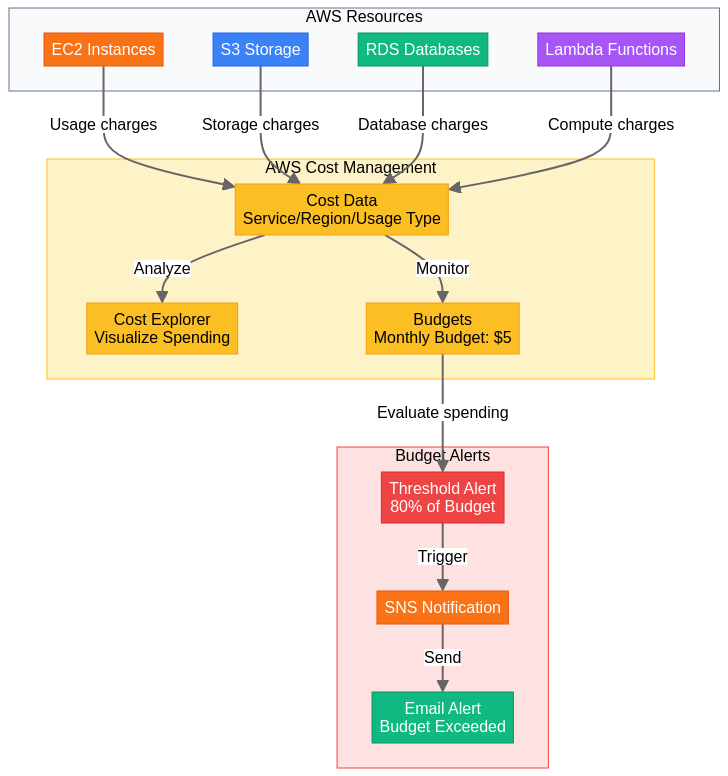 AWS Resources
EC2 Instances
S3 Storage
RDS Databases
Lambda Functions
Usage charges
Storage charges
Database charges
Compute charges
AWS Cost Management
Cost Data
Service/Region/Usage Type
Analyze
Monitor
Cost Explorer
Visualize Spending
Budgets
Monthly Budget: $5
Evaluate spending
Budget Alerts
Threshold Alert
80% of Budget
Trigger
SNS Notification
Send
Email Alert
Budget Exceeded